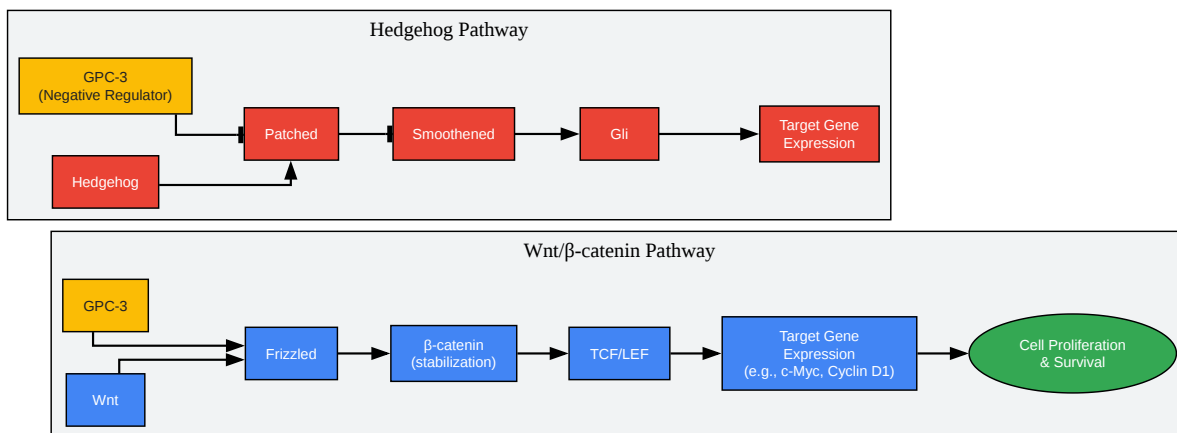 Hedgehog Pathway
GPC-3
(Negative Regulator)
Patched
Smoothened
Gli
Target Gene
Expression
Hedgehog
Wnt/β-catenin Pathway
GPC-3
Frizzled
β-catenin
(stabilization)
TCF/LEF
Target Gene
Expression
(e.g., c-Myc, Cyclin D1)
Cell Proliferation
& Survival
Wnt